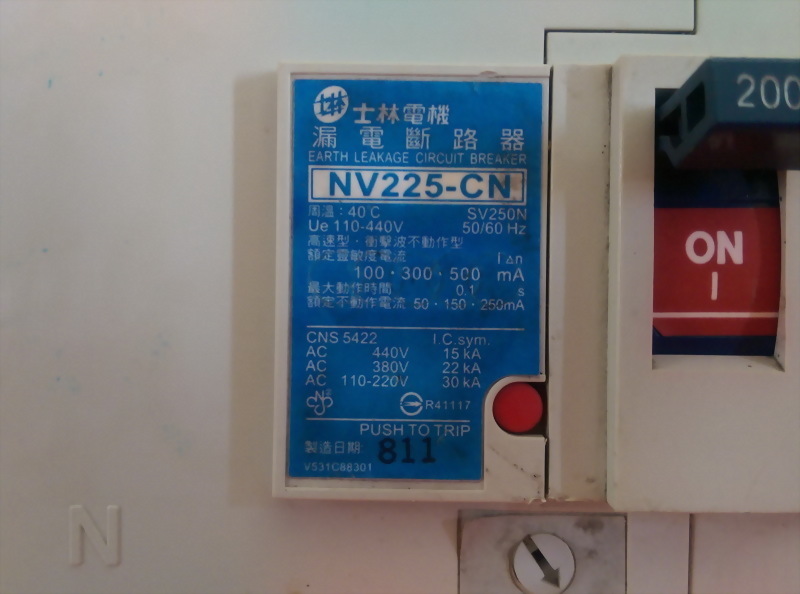 士林電機
漏電斷路器
EARTH LEAKAGE CIRCUIT BREAKER
NV225-CN
周溫：40℃ SV250N
Ue 110-440V 50/60 Hz
高速型・衝擊波不動作型
額定靈敏度電流 I△n
100・300・500 mA
最大動作時間 0.1 s
額定不動作電流 50・150・250mA
CNS 5422 I.C.sym.
AC 440V 15 kA
AC 380V 22 kA
AC 110-220V 30 kA
R41117
PUSH TO TRIP
製造日期 811
V531C88301
200
ON
I
N